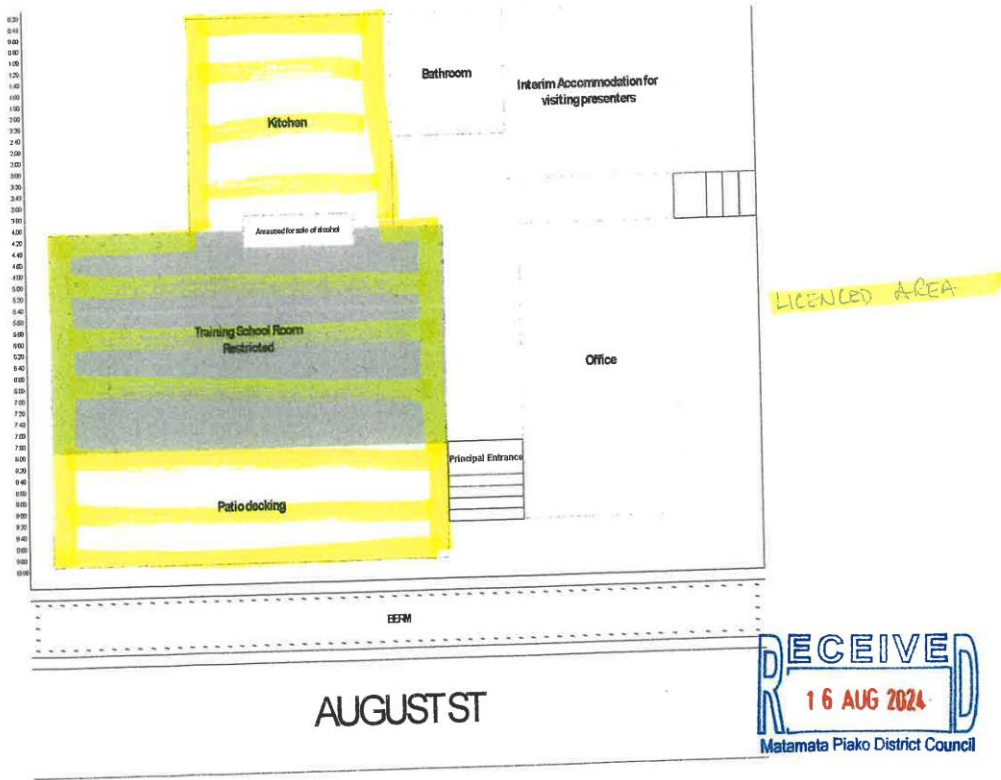 Bathroom
Interim Accommodation for
visiting presenters
Kitchen
Area used for sale of alcohol
LICENCED AREA
Training School Room
Restricted
Office
Principal Entrance
Patio decking
BERM
AUGUST ST
RECEIVED
16 AUG 2024
Matamata Piako District Council